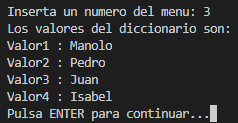 Inserta un numero del menu: 3
Los valores del diccionario son:
Valor1 : Manolo
Valor2 : Pedro
Valor3 : Juan
Valor4 : Isabel
Pulsa ENTER para continuar...